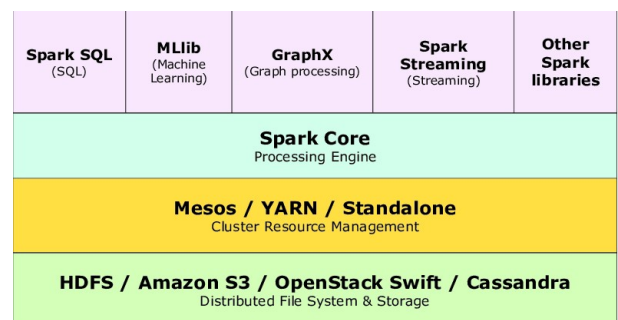 Spark SQL
(SQL)
MLlib
(Machine
Learning)
GraphX
(Graph processing)
Spark
Streaming
(Streaming)
Other
Spark
libraries
Spark Core
Processing Engine
Mesos / YARN / Standalone
Cluster Resource Management
HDFS / Amazon S3 / OpenStack Swift / Cassandra
Distributed File System & Storage